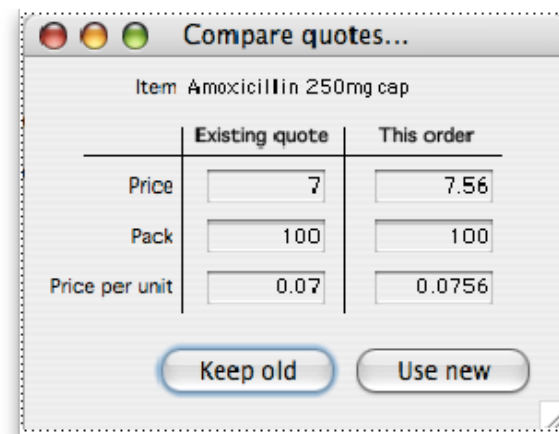 Compare quotes...
Item Amoxicillin 250mg cap
Existing quote This order
Price 7 7.56
Pack 100 100
Price per unit 0.07 0.0756
Keep old Use new